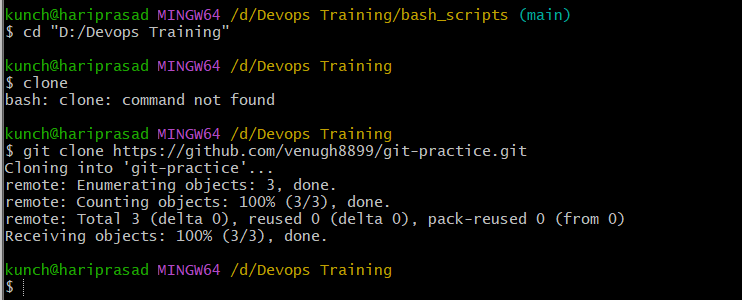 kunch@hariprasad MINGW64 /d/Devops Training/bash_scripts (main)
$ cd "D:/Devops Training"
kunch@hariprasad MINGW64 /d/Devops Training
$ clone
bash: clone: command not found
kunch@hariprasad MINGW64 /d/Devops Training
$ git clone https://github.com/venugh8899/git-practice.git
Cloning into 'git-practice'...
remote: Enumerating objects: 3, done.
remote: Counting objects: 100% (3/3), done.
remote: Total 3 (delta 0), reused 0 (delta 0), pack-reused 0 (from 0)
Receiving objects: 100% (3/3), done.
kunch@hariprasad MINGW64 /d/Devops Training
$